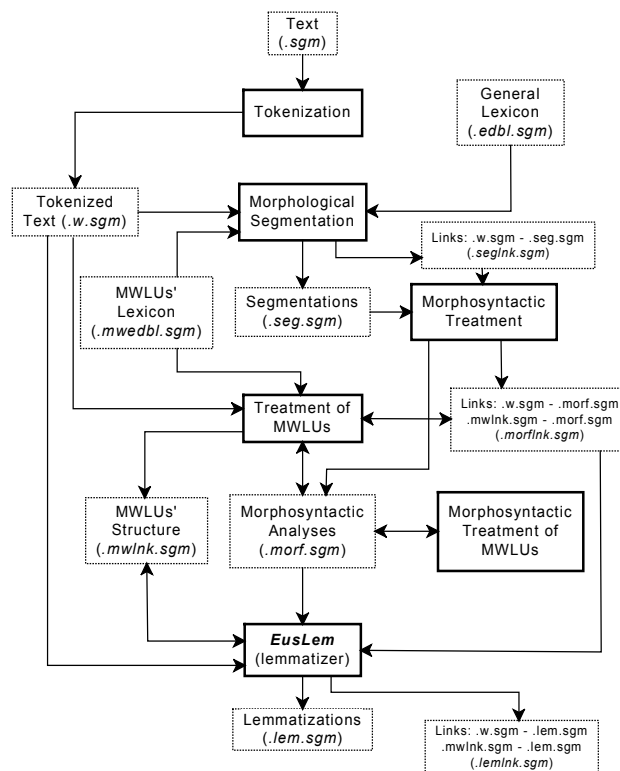 Text
(.sgm)
Tokenization
General
Lexicon
(.edbl.sgm)
Tokenized
Text (.w.sgm)
Morphological
Segmentation
Links: .w.sgm - .seg.sgm
(.seglnk.sgm)
MWLUs'
Lexicon
(.mwedbl.sgm)
Segmentations
(.seg.sgm)
Morphosyntactic
Treatment
Treatment of
MWLUs
Links: .w.sgm - .morf.sgm
.mwlnk.sgm - .morf.sgm
(.morflnk.sgm)
MWLUs'
Structure
(.mwlnk.sgm)
Morphosyntactic
Analyses
(.morf.sgm)
Morphosyntactic
Treatment of
MWLUs
EusLem
(lemmatizer)
Lemmatizations
(.lem.sgm)
Links: .w.sgm - .lem.sgm
.mwlnk.sgm - .lem.sgm
(.lemlnk.sgm)